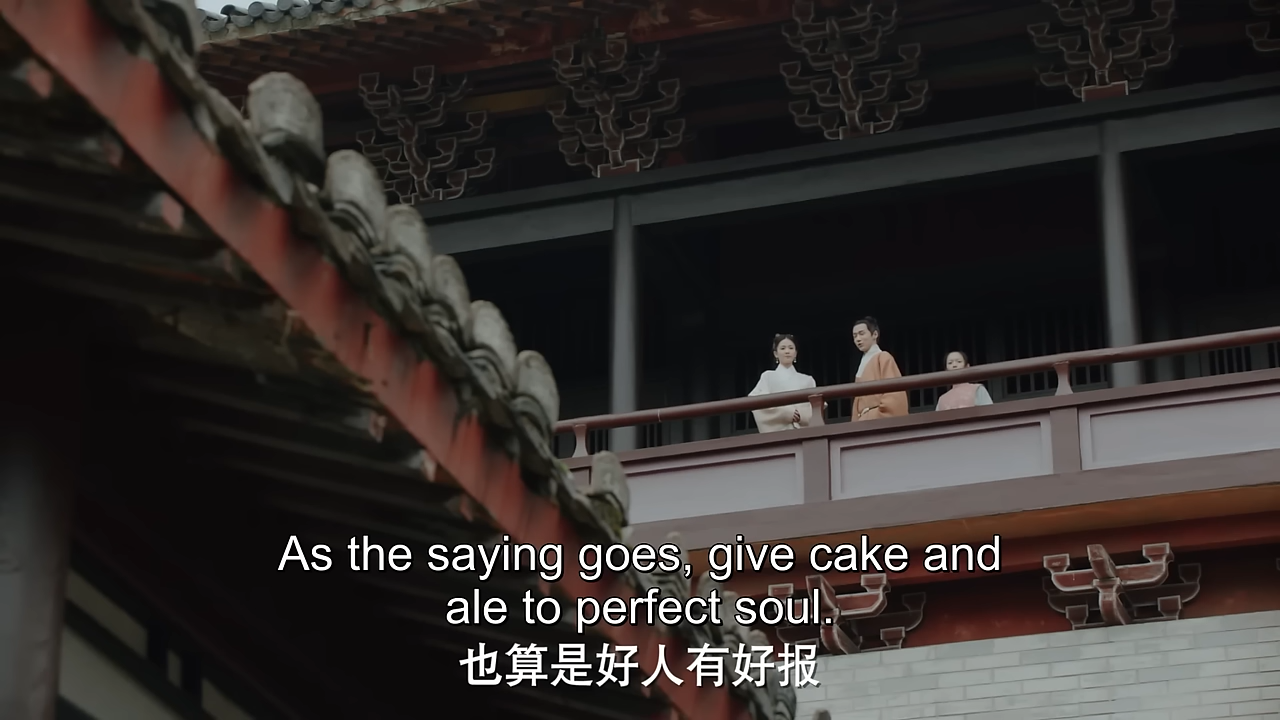 As the saying goes, give cake and
ale to perfect soul.
也算是好人有好报